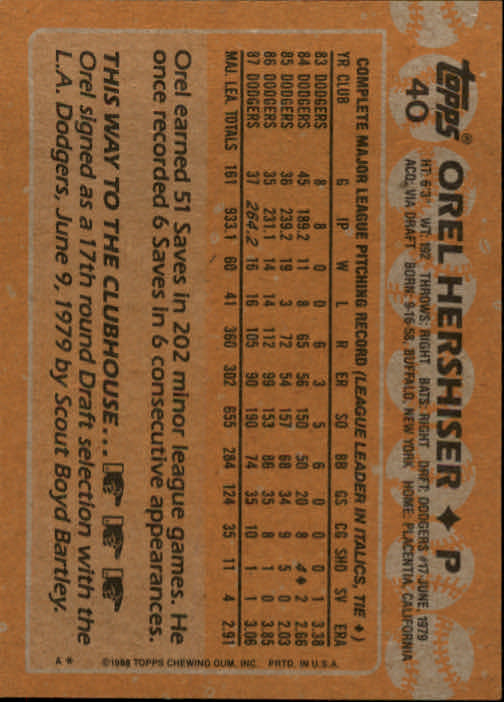 topps®
40
OREL HERSHISER ♦ P
HT: 6'3" WT: 192 THROWS: RIGHT BATS: RIGHT DRAFT: DODGERS #17-JUNE, 1979
ACQ: VIA DRAFT BORN: 9-16-58, BUFFALO, NEW YORK HOME: PLACENTIA, CALIFORNIA
COMPLETE MAJOR LEAGUE PITCHING RECORD (LEAGUE LEADER IN ITALICS, TIE ♦)
YR CLUB G IP W L R ER SO BB GS CG SHO SV ERA
83 DODGERS 8 8 0 0 6 3 5 6 0 0 0 1 3.38
84 DODGERS 45 189.2 11 8 65 56 150 50 20 8 4♦ 2 2.66
85 DODGERS 36 239.2 19 3 72 54 157 68 34 9 5 0 2.03
86 DODGERS 35 231.1 14 14 112 99 153 86 35 8 1 0 3.85
87 DODGERS 37 264.2 16 16 105 90 190 74 35 10 1 1 3.06
MAJ. LEA. TOTALS 161 933.1 60 41 360 302 655 284 124 35 11 4 2.91
Orel earned 51 Saves in 202 minor league games. He
once recorded 6 Saves in 6 consecutive appearances.
THIS WAY TO THE CLUBHOUSE...
Orel signed as a 17th round Draft selection with the
L.A. Dodgers, June 9, 1979 by Scout Boyd Bartley.
A* ©1988 TOPPS CHEWING GUM, INC. PRTD. IN U.S.A.